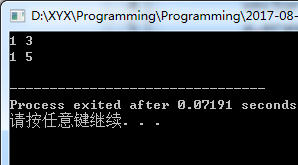 D:\XYX\Programming\Programming\2017-08-
1 3
1 5
--------------------------------
Process exited after 0.07191 seconds
请按任意键继续. . .